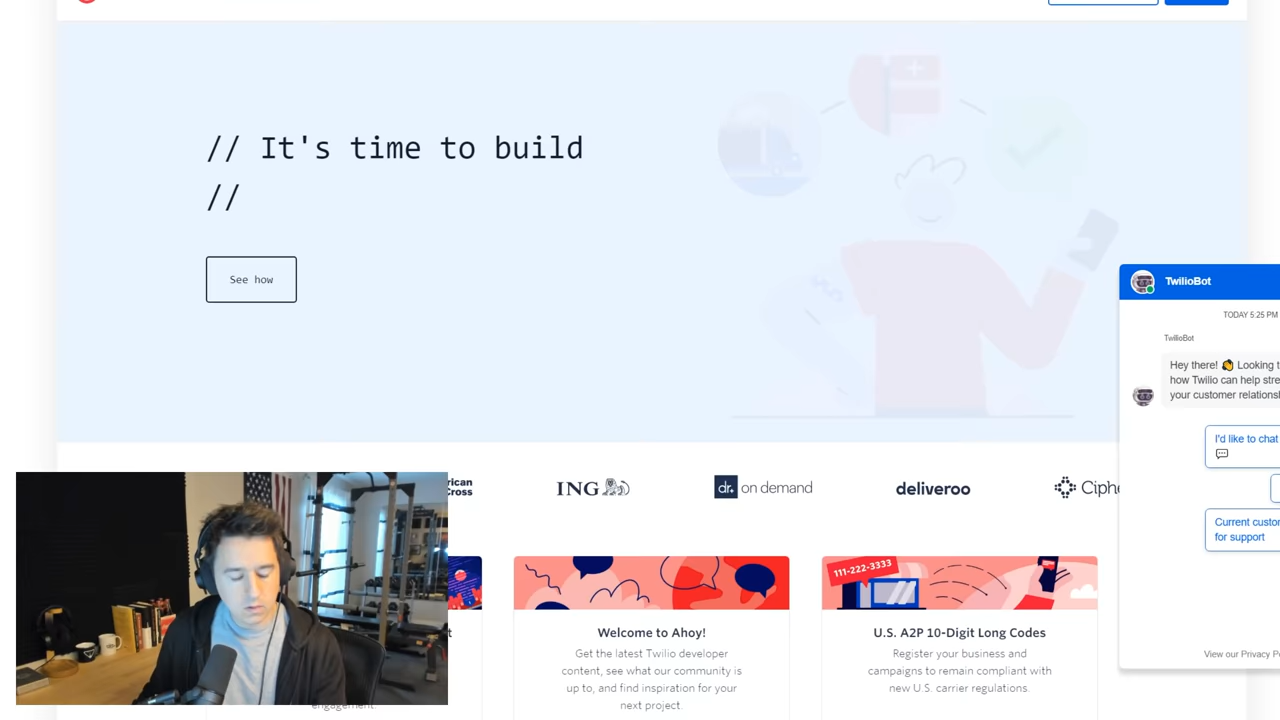 // It's time to build
//
See how
TwilioBot
TODAY 5:25 PM
TwilioBot
Hey there! 👋 Looking t
how Twilio can help stre
your customer relations
I'd like to chat
💬
Current custo
for support
View our Privacy P
rican
Cross
ING
dr. on demand
deliveroo
Ciphe
111-222-3333
t
engagement.
Welcome to Ahoy!
Get the latest Twilio developer
content, see what our community is
up to, and find inspiration for your
next project.
U.S. A2P 10-Digit Long Codes
Register your business and
campaigns to remain compliant with
new U.S. carrier regulations.